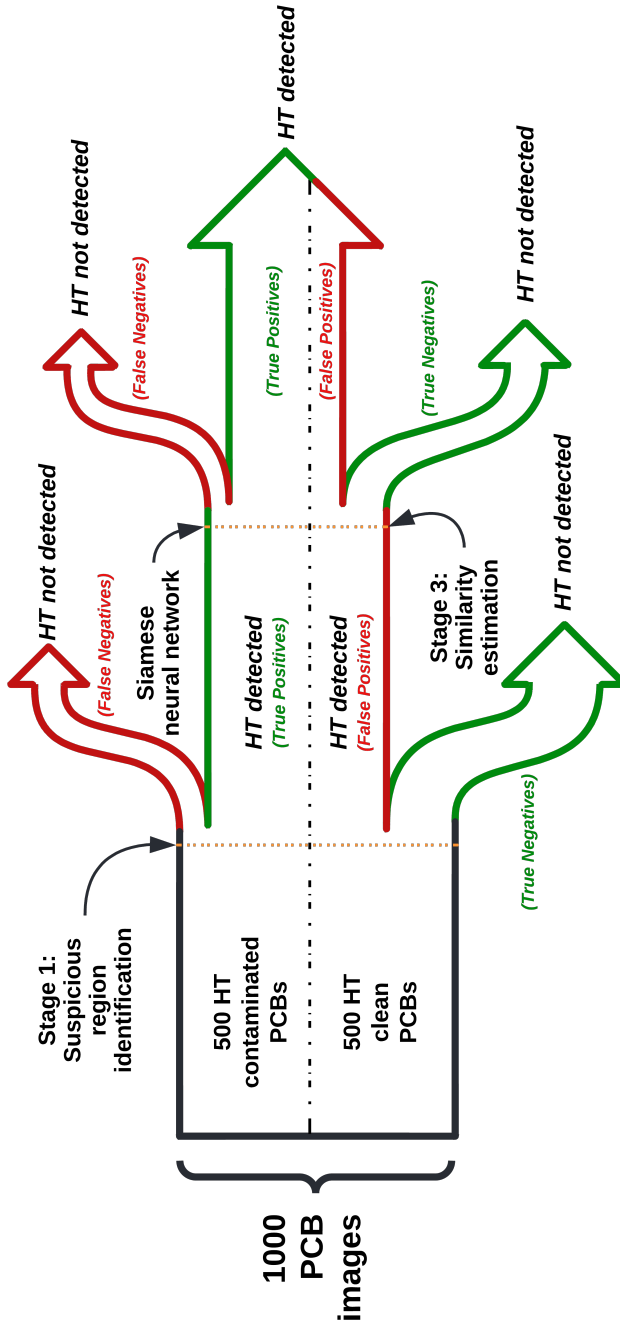 1000
PCB
images
500 HT
contaminated
PCBs
500 HT
clean
PCBs
Stage 1:
Suspicious
region
identification
HT not detected
(False Negatives)
(True Negatives)
HT not detected
HT detected
(True Positives)
HT detected
(False Positives)
Siamese
neural network
Stage 3:
Similarity
estimation
HT not detected
(False Negatives)
(True Positives)
(False Positives)
HT detected
(True Negatives)
HT not detected